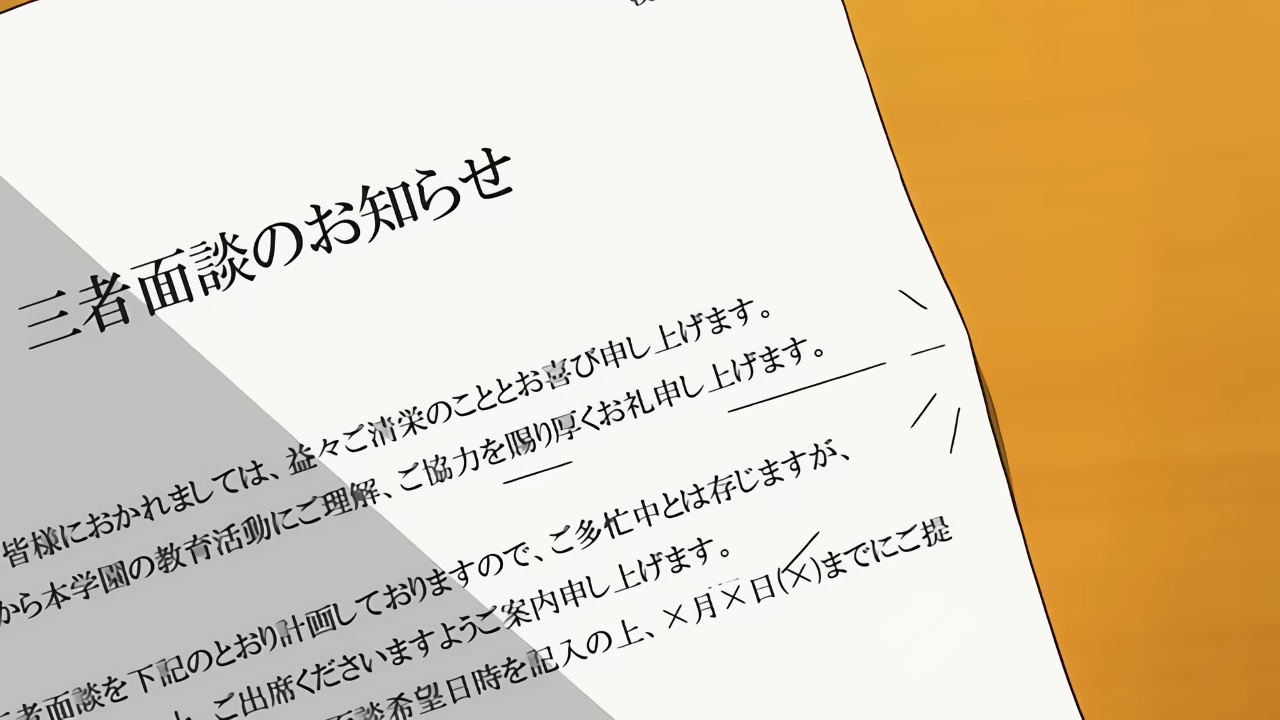 三者面談のお知らせ
皆様におかれましては、益々ご清栄のこととお喜び申し上げます。
から本学園の教育活動にご理解、ご協力を賜り厚くお礼申し上げます。
者面談を下記のとおり計画しておりますので、ご多忙中とは存じますが、
ご出席くださいますようご案内申し上げます。
面談希望日時を記入の上、×月×日(×)までにご提